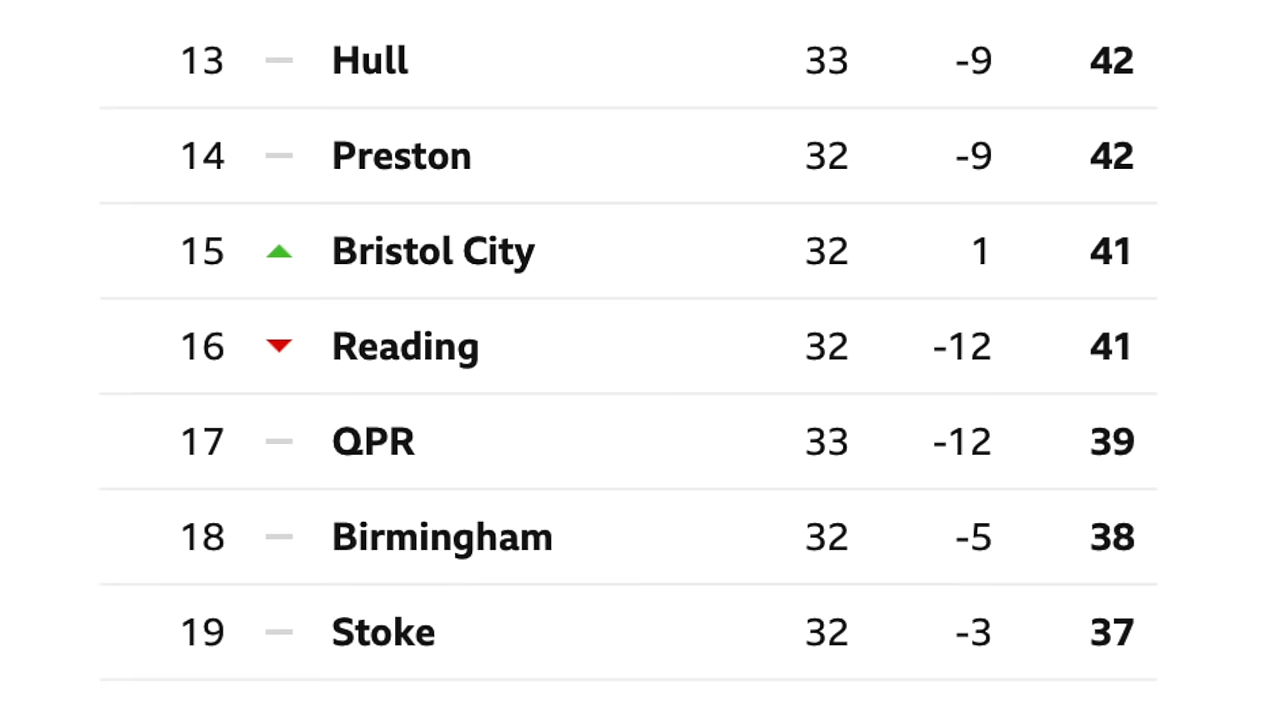 13 Hull 33 -9 42
14 Preston 32 -9 42
15 Bristol City 32 1 41
16 Reading 32 -12 41
17 QPR 33 -12 39
18 Birmingham 32 -5 38
19 Stoke 32 -3 37